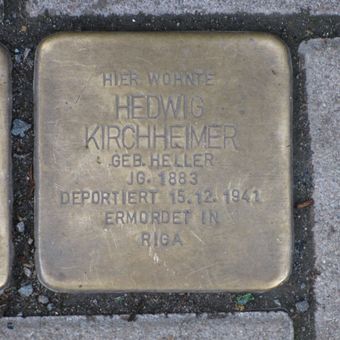 HIER WOHNTE
HEDWIG
KIRCHHEIMER
GEB. HELLER
JG. 1883
DEPORTIERT 15.12.1941
ERMORDET IN
RIGA